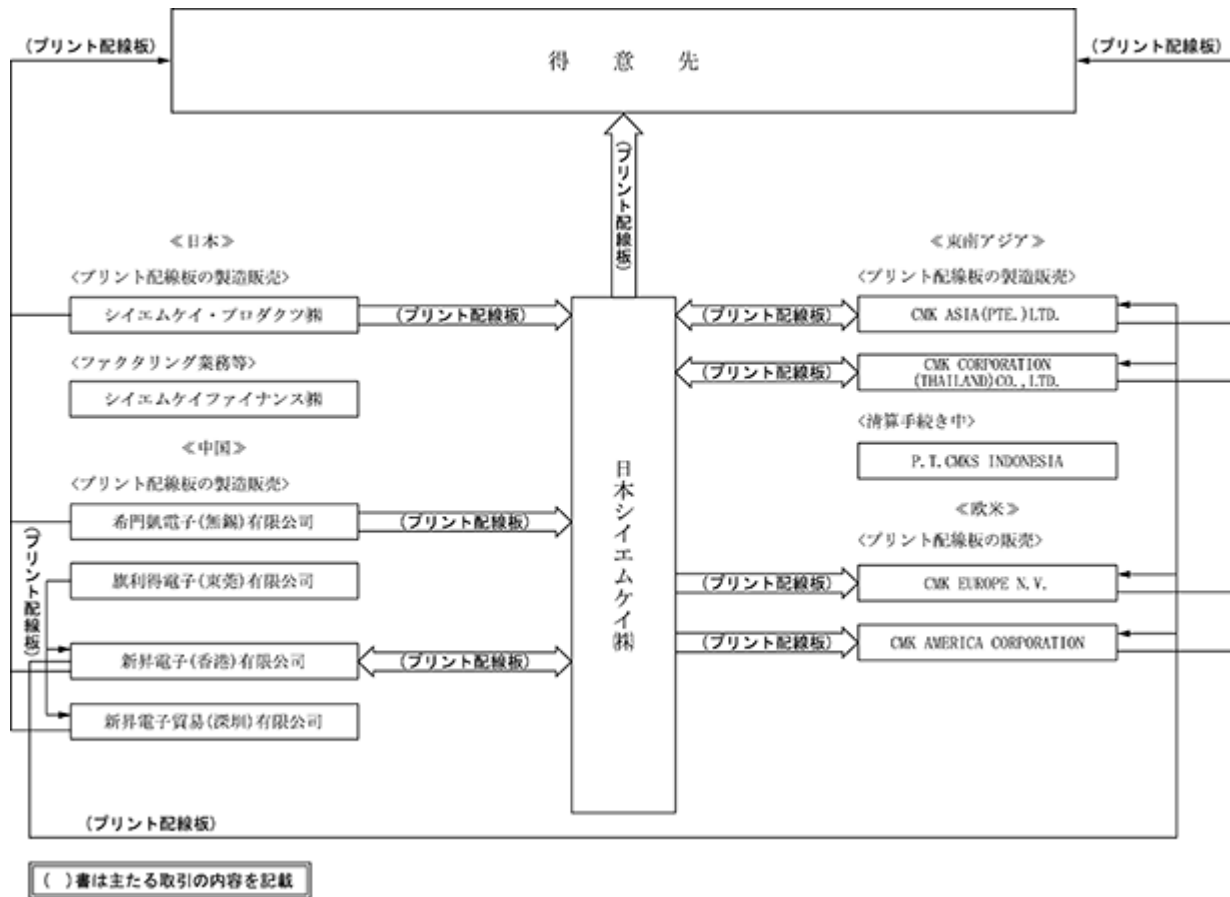 (プリント配線板)
得意先
(プリント配線板)
(プリント配線板)
≪日本≫
<プリント配線板の製造販売>
シイエムケイ・プロダクツ㈱
(プリント配線板)
<ファクタリング業務等>
シイエムケイファイナンス㈱
≪中国≫
<プリント配線板の製造販売>
希門凱電子(無錫)有限公司
(プリント配線板)
(プリント配線板)
旗利得電子(東莞)有限公司
新昇電子(香港)有限公司
(プリント配線板)
新昇電子貿易(深圳)有限公司
(プリント配線板)
日本シイエムケイ㈱
≪東南アジア≫
<プリント配線板の製造販売>
(プリント配線板)
CMK ASIA(PTE.)LTD.
(プリント配線板)
CMK CORPORATION
(THAILAND)CO.,LTD.
<清算手続き中>
P.T.CMKS INDONESIA
≪欧米≫
<プリント配線板の販売>
(プリント配線板)
CMK EUROPE N.V.
(プリント配線板)
CMK AMERICA CORPORATION
( )書は主たる取引の内容を記載